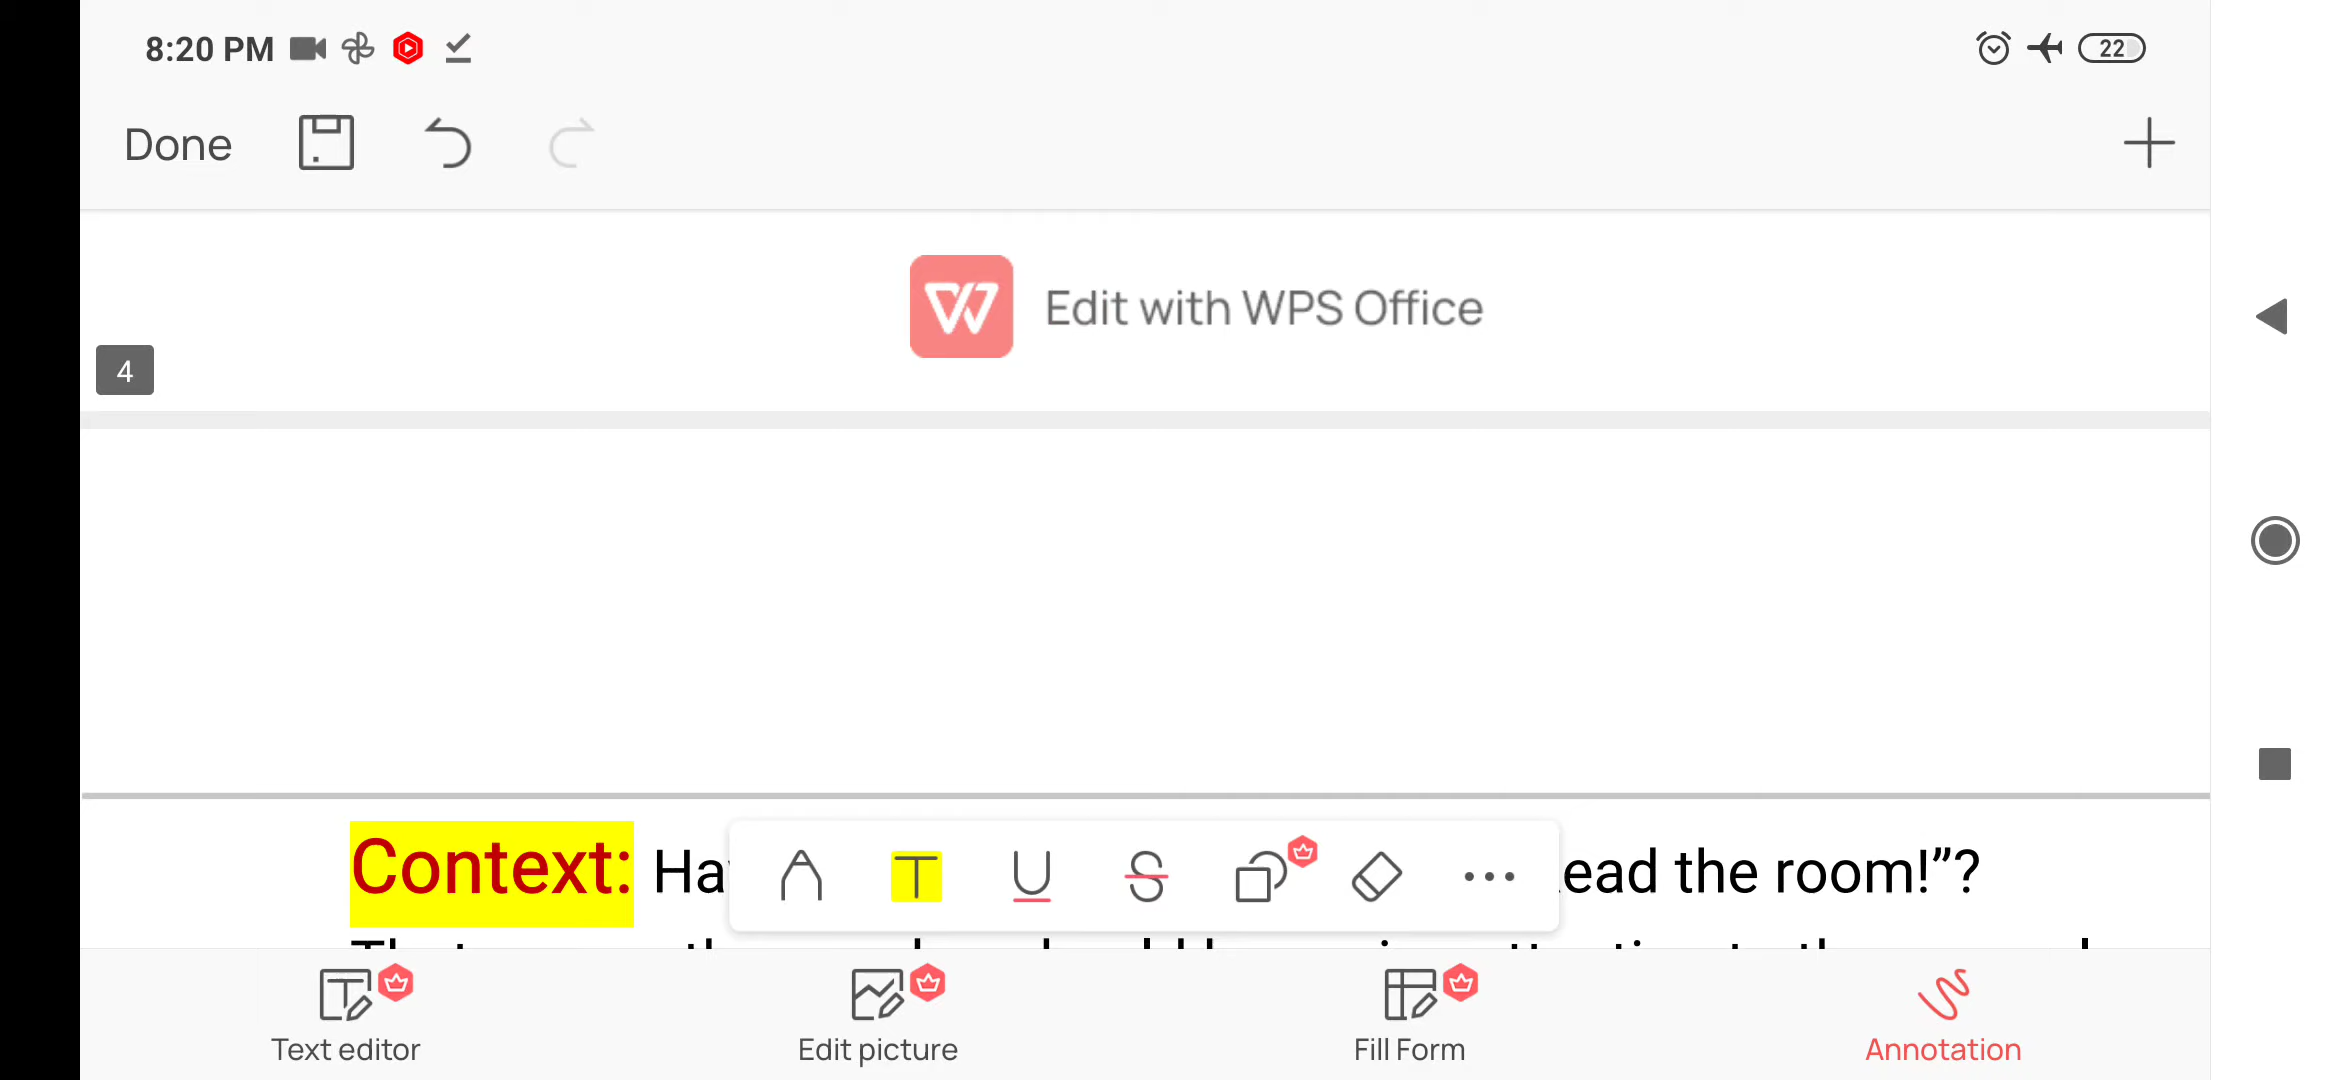 8:20 PM
22
Done
Edit with WPS Office
4
Context: Ha ead the room!”?
Text editor
Edit picture
Fill Form
Annotation